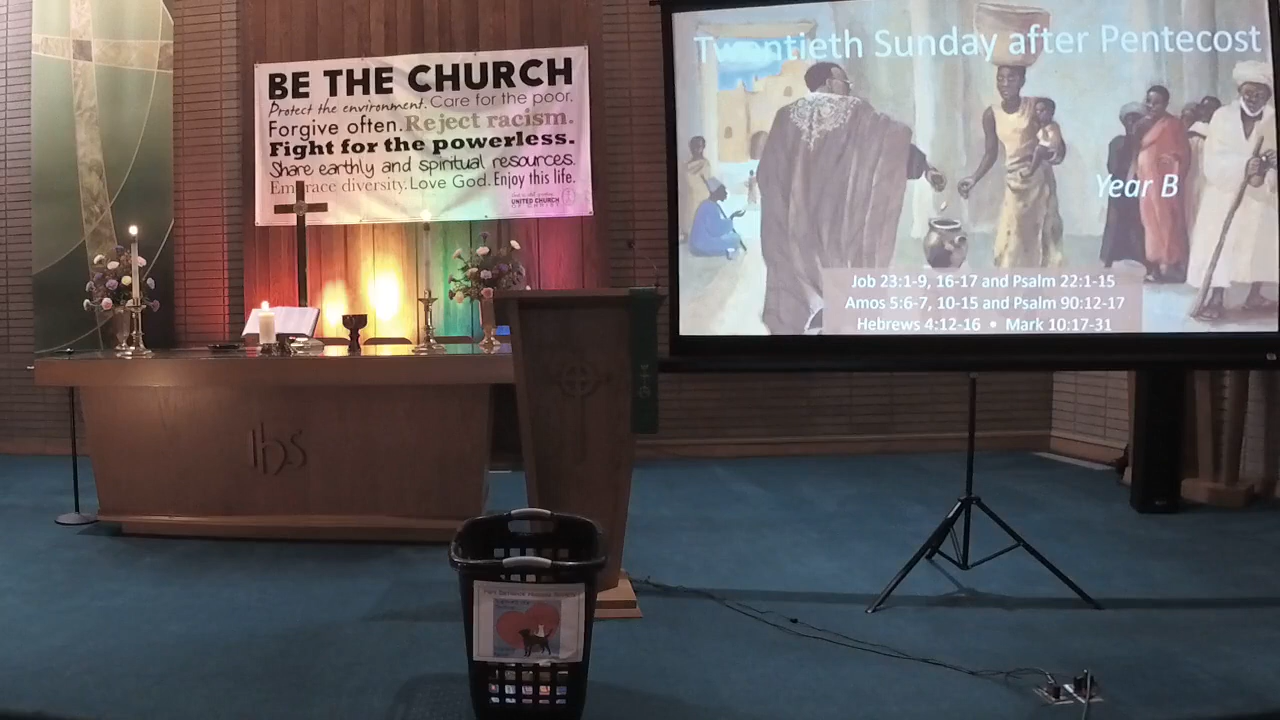 BE THE CHURCH
Protect the environment. Care for the poor.
Forgive often. Reject racism.
Fight for the powerless.
Share earthly and spiritual resources.
Embrace diversity. Love God. Enjoy this life.
UNITED CHURCH
OF CHRIST
Twentieth Sunday after Pentecost
Year B
Job 23:1-9, 16-17 and Psalm 22:1-15
Amos 5:6-7, 10-15 and Psalm 90:12-17
Hebrews 4:12-16 • Mark 10:17-31
IhS